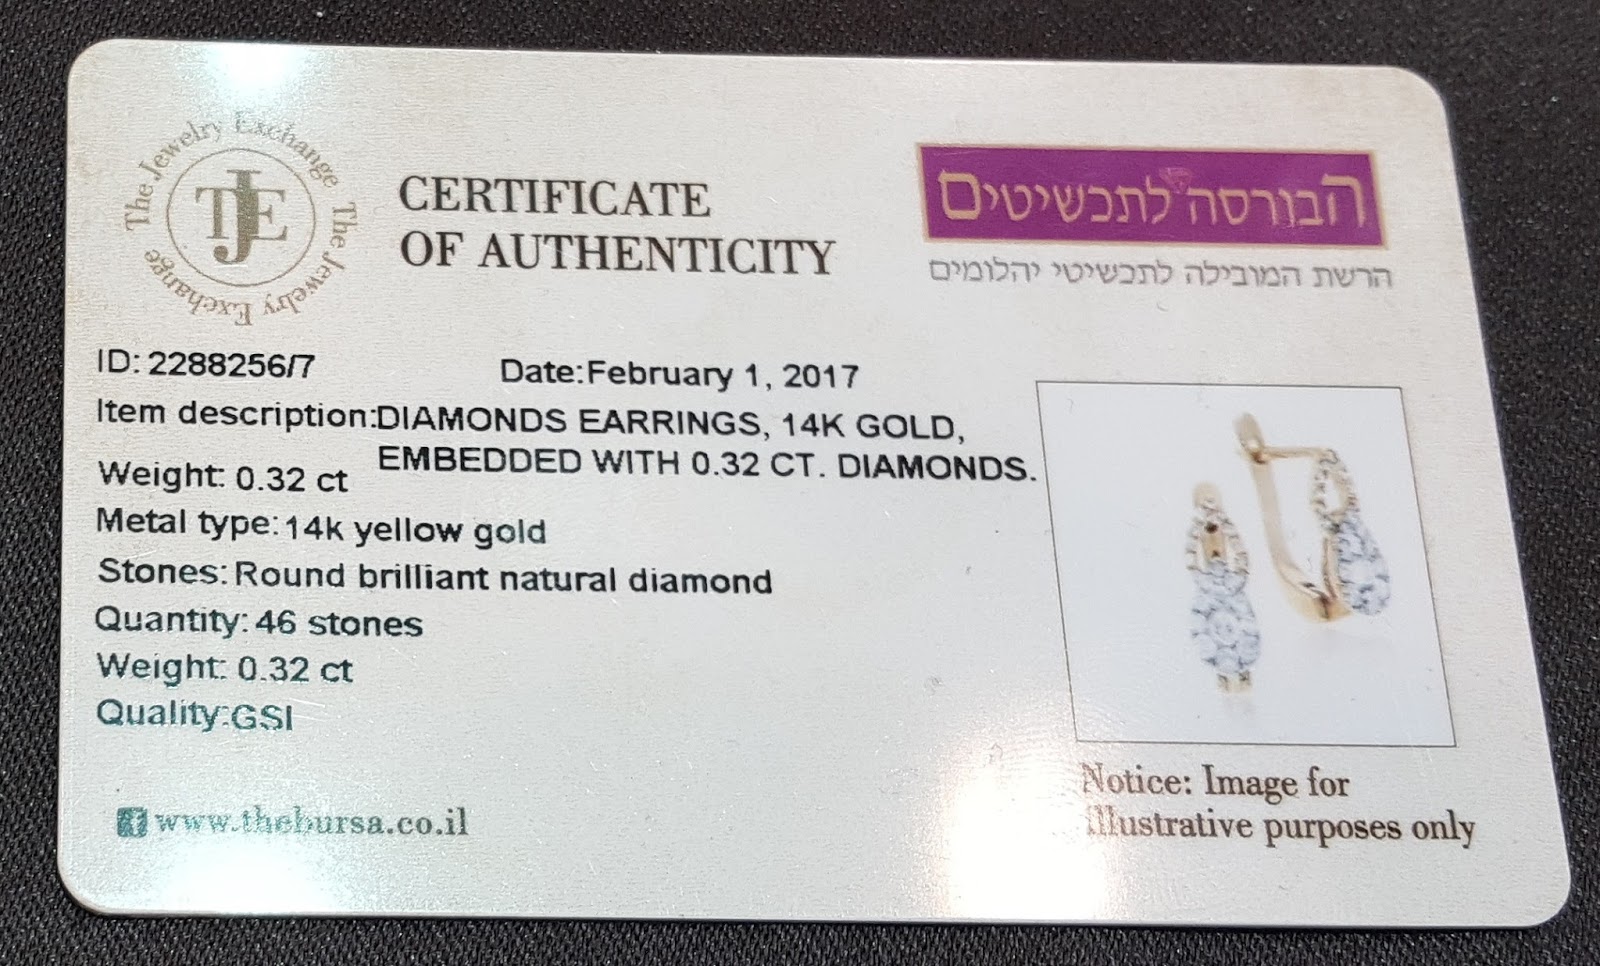 The Jewelry Exchange The Jewelry Exchange
TJE
CERTIFICATE
OF AUTHENTICITY
הבורסה לתכשיטים
הרשת המובילה לתכשיטי יהלומים
ID: 2288256/7
Date:February 1, 2017
Item description:DIAMONDS EARRINGS, 14K GOLD,
EMBEDDED WITH 0.32 CT. DIAMONDS.
Weight: 0.32 ct
Metal type:14k yellow gold
Stones: Round brilliant natural diamond
Quantity: 46 stones
Weight: 0.32 ct
Quality:GSI
f www.thebursa.co.il
Notice: Image for
illustrative purposes only